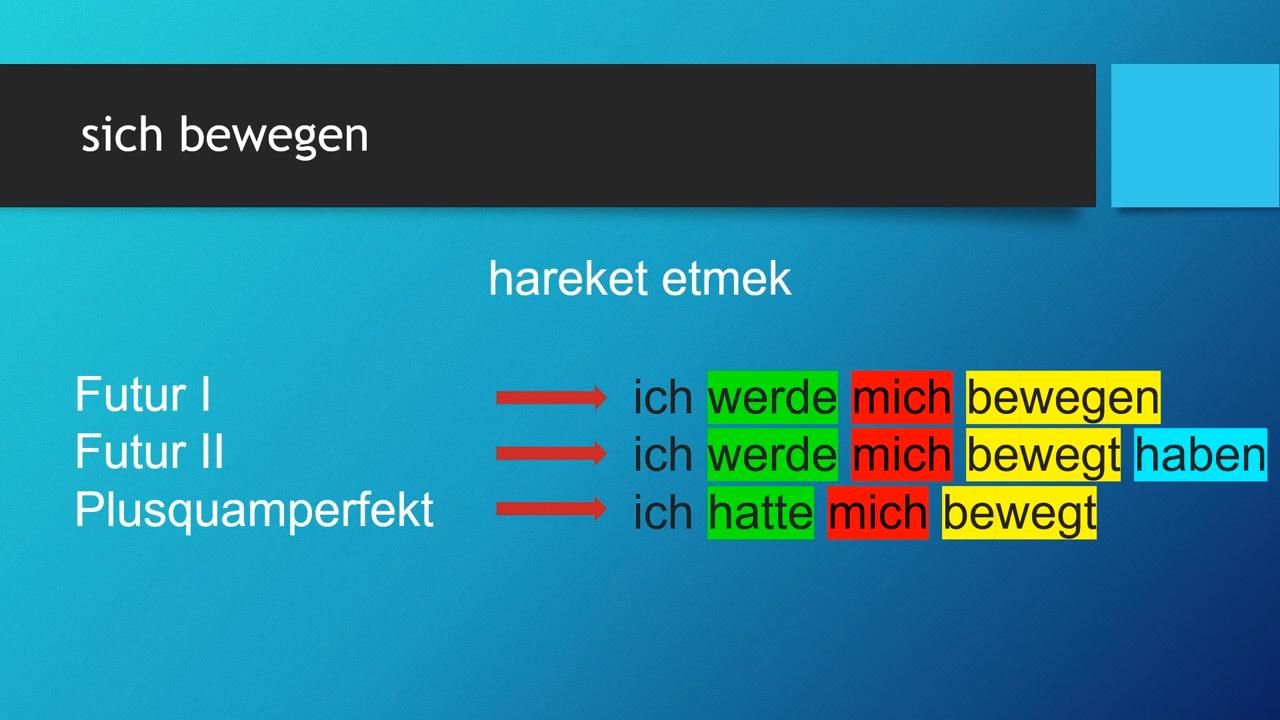 sich bewegen
hareket etmek
Futur I ich werde mich bewegen
Futur II ich werde mich bewegt haben
Plusquamperfekt ich hatte mich bewegt